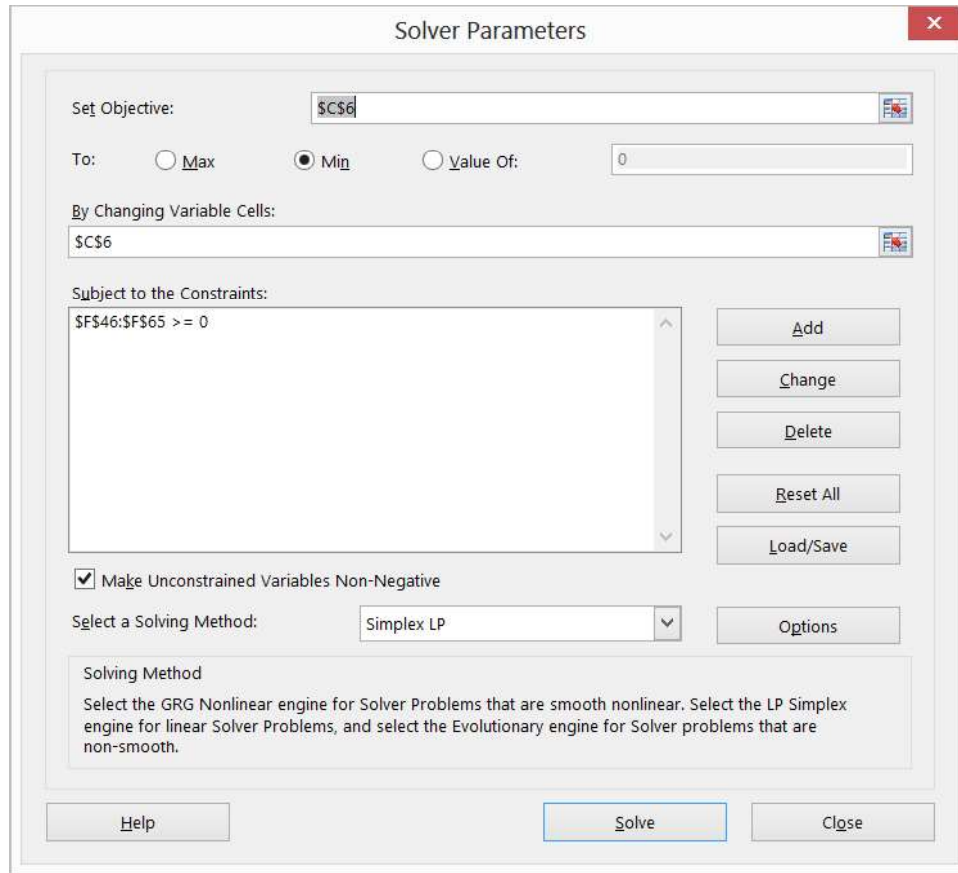 Solver Parameters
Set Objective:
$C$6
To:
Max
Min
Value Of:
0
By Changing Variable Cells:
$C$6
Subject to the Constraints:
$F$46:$F$65 >= 0
Add
Change
Delete
Reset All
Load/Save
Make Unconstrained Variables Non-Negative
Select a Solving Method:
Simplex LP
Options
Solving Method
Select the GRG Nonlinear engine for Solver Problems that are smooth nonlinear. Select the LP Simplex
engine for linear Solver Problems, and select the Evolutionary engine for Solver problems that are
non-smooth.
Help
Solve
Close